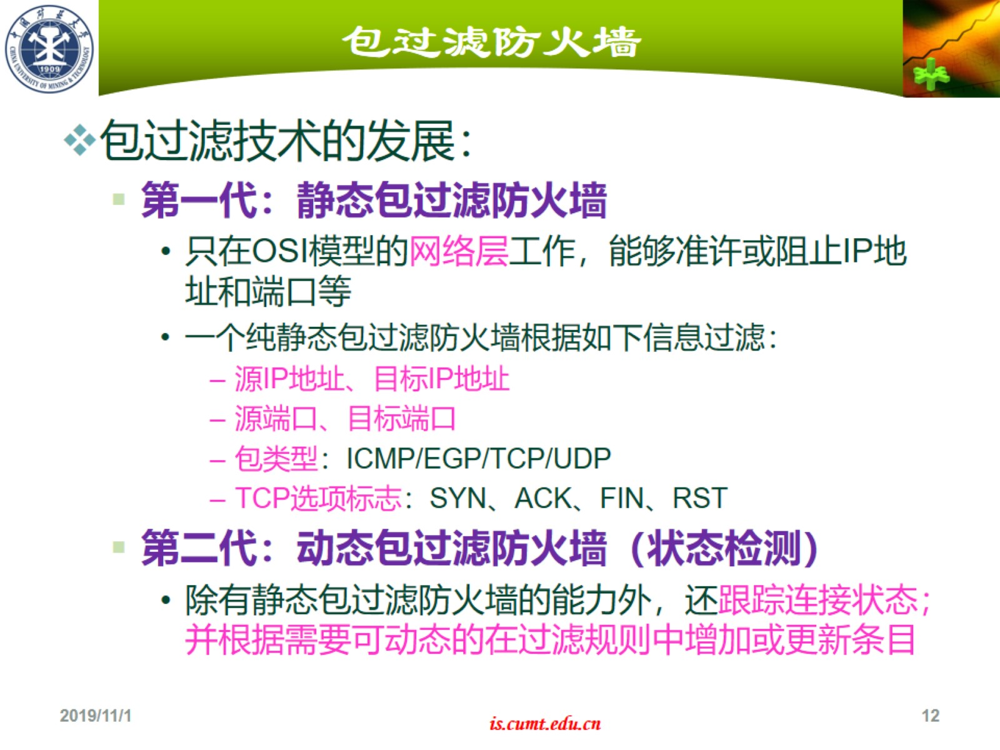 包过滤防火墙
中国矿业大学
CHINA UNIVERSITY OF MINING & TECHNOLOGY
1909
包过滤技术的发展：
第一代：静态包过滤防火墙
• 只在OSI模型的网络层工作，能够准许或阻止IP地
址和端口等
• 一个纯静态包过滤防火墙根据如下信息过滤：
– 源IP地址、目标IP地址
– 源端口、目标端口
– 包类型：ICMP/EGP/TCP/UDP
– TCP选项标志：SYN、ACK、FIN、RST
第二代：动态包过滤防火墙（状态检测）
• 除有静态包过滤防火墙的能力外，还跟踪连接状态；
并根据需要可动态的在过滤规则中增加或更新条目
2019/11/1
is.cumt.edu.cn
12